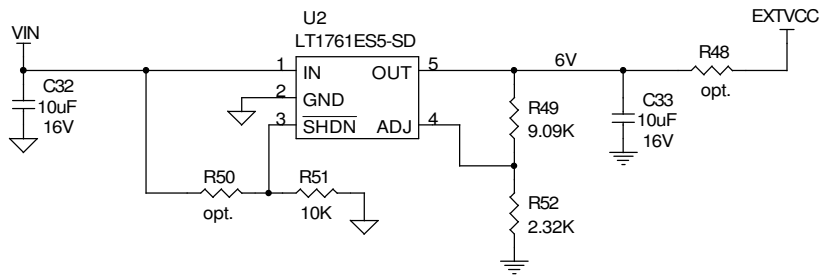 U2
LT1761ES5-SD
VIN
EXTVCC
C32
10uF
16V
1 IN OUT 5
2 GND
3 SHDN ADJ 4
6V
R48
opt.
R49
9.09K
C33
10uF
16V
R50
opt.
R51
10K
R52
2.32K